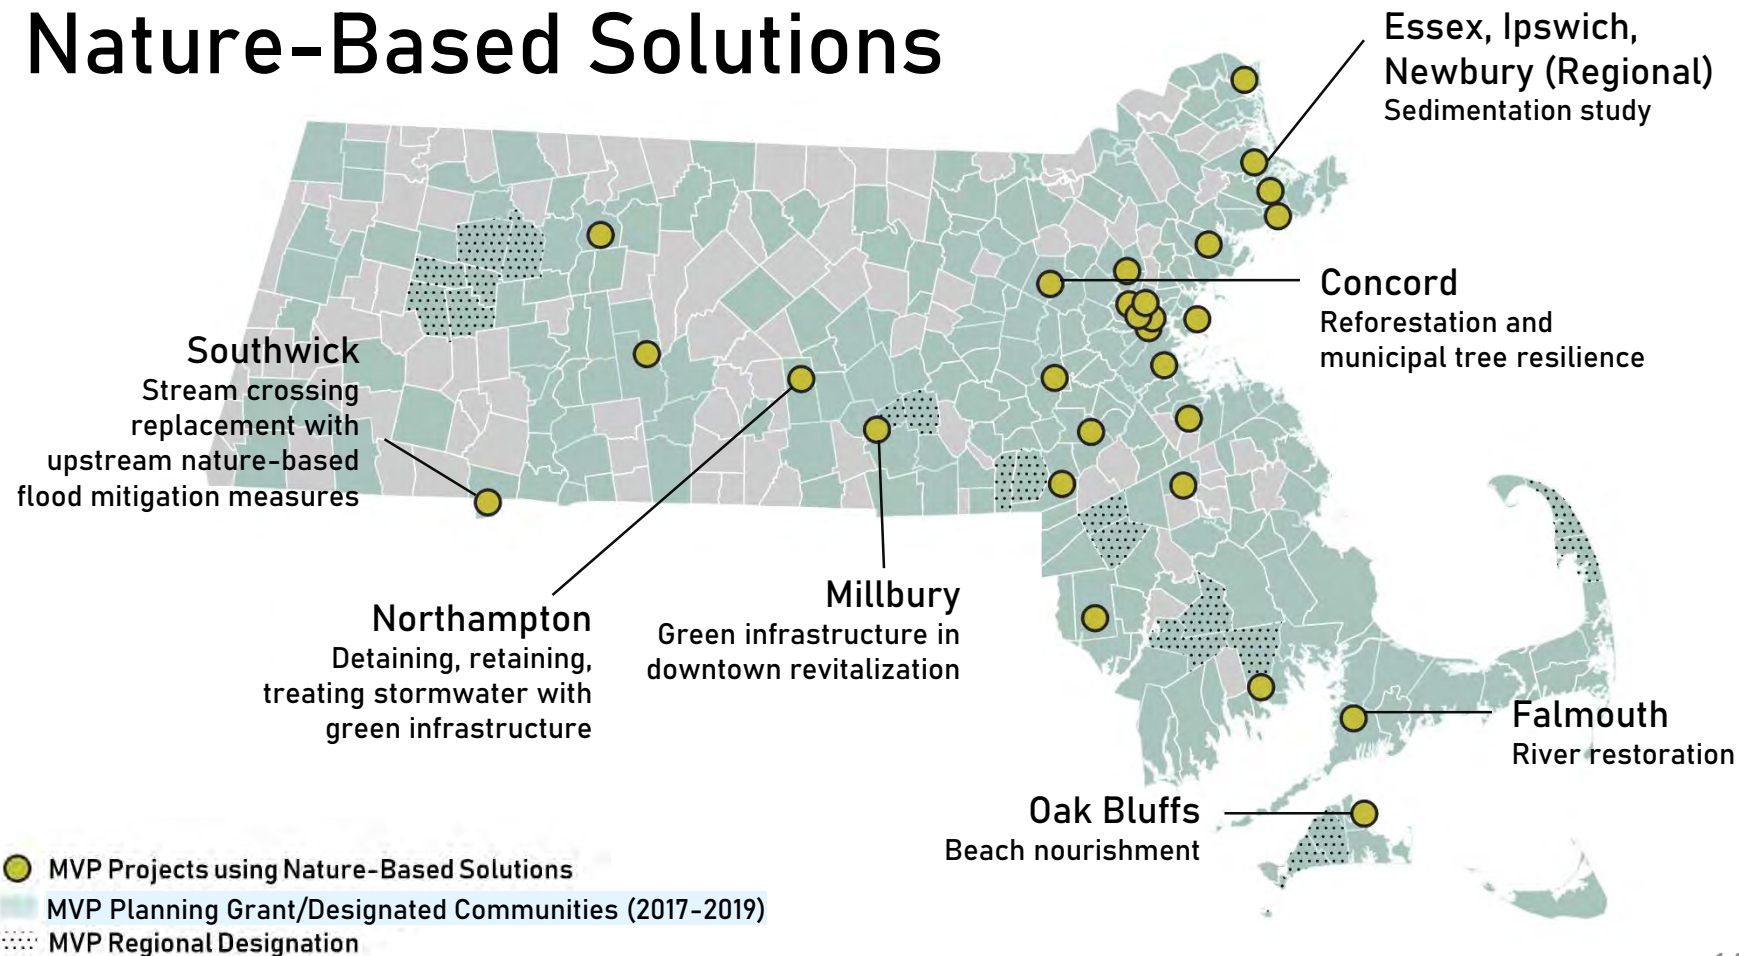 Nature-Based Solutions
Essex, Ipswich,
Newbury (Regional)
Sedimentation study
Concord
Reforestation and
municipal tree resilience
Southwick
Stream crossing
replacement with
upstream nature-based
flood mitigation measures
Northampton
Detaining, retaining,
treating stormwater with
green infrastructure
Millbury
Green infrastructure in
downtown revitalization
Falmouth
River restoration
Oak Bluffs
Beach nourishment
MVP Projects using Nature-Based Solutions
MVP Planning Grant/Designated Communities (2017-2019)
MVP Regional Designation